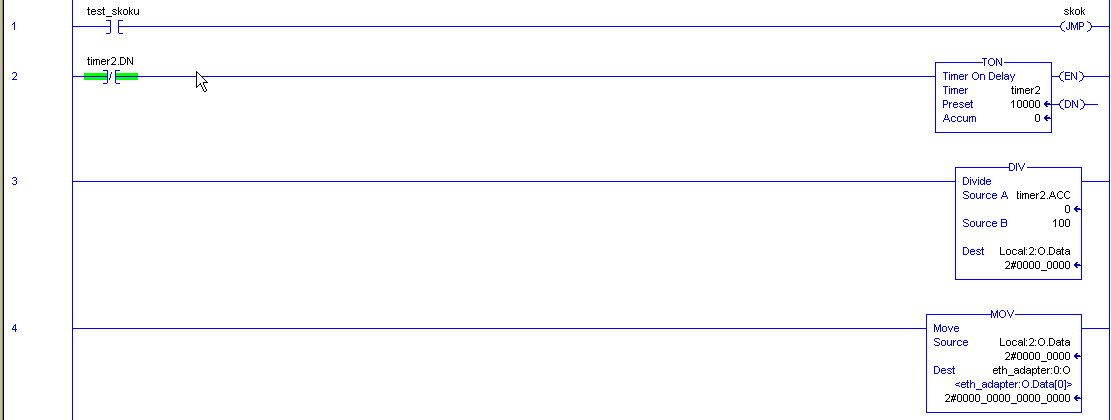 test_skoku skok
1 (JMP)
timer2.DN
2 TON
Timer On Delay (EN)
Timer timer2
Preset 10000 (DN)
Accum 0
3 DIV
Divide
Source A timer2.ACC
0
Source B 100
Dest Local:2:O.Data
2#0000_0000
4 MOV
Move
Source Local:2:O.Data
2#0000_0000
Dest eth_adapter:0:O
<eth_adapter:O.Data[0]>
2#0000_0000_0000_0000